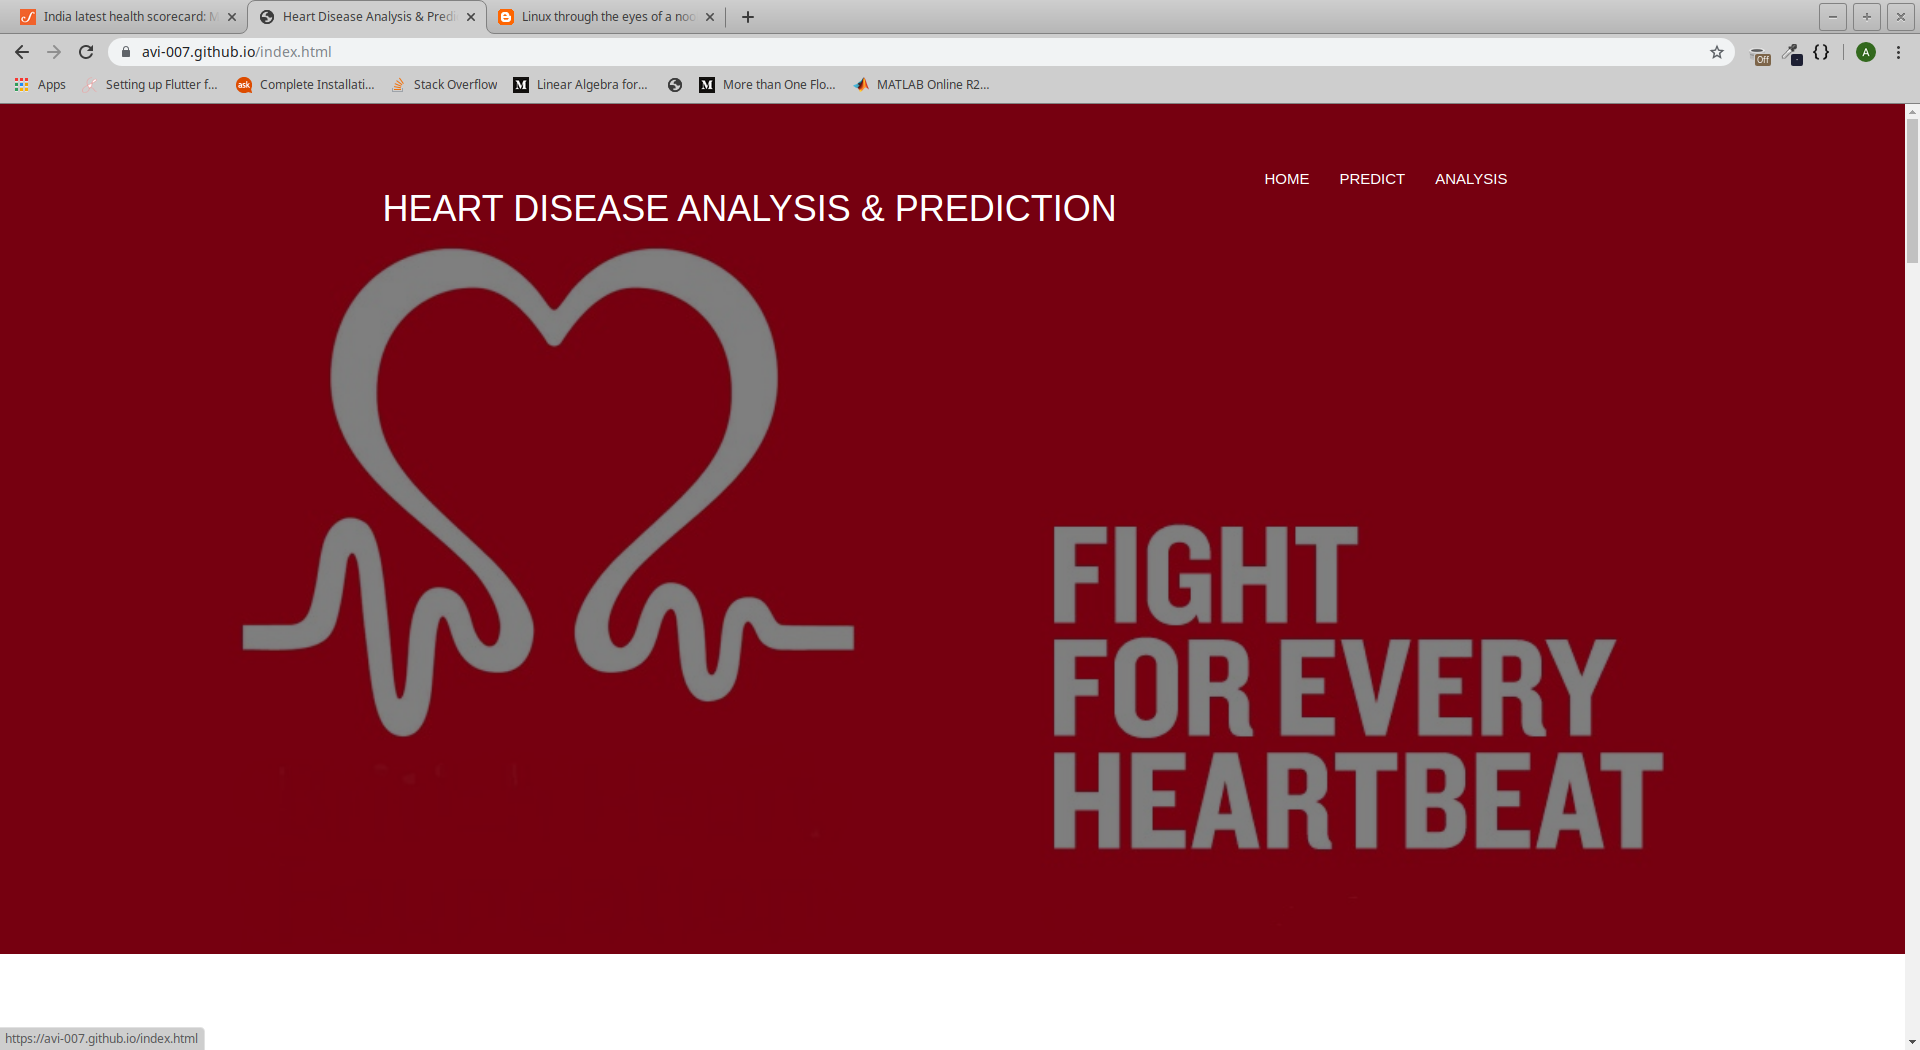 India latest health scorecard: M
Heart Disease Analysis & Predi
Linux through the eyes of a noo
avi-007.github.io/index.html
Off
A
Apps
Setting up Flutter f...
ask
Complete Installati...
Stack Overflow
M
Linear Algebra for...
M
More than One Flo...
MATLAB Online R2...
HOME PREDICT ANALYSIS
HEART DISEASE ANALYSIS & PREDICTION
FIGHT
FOR EVERY
HEARTBEAT
https://avi-007.github.io/index.html